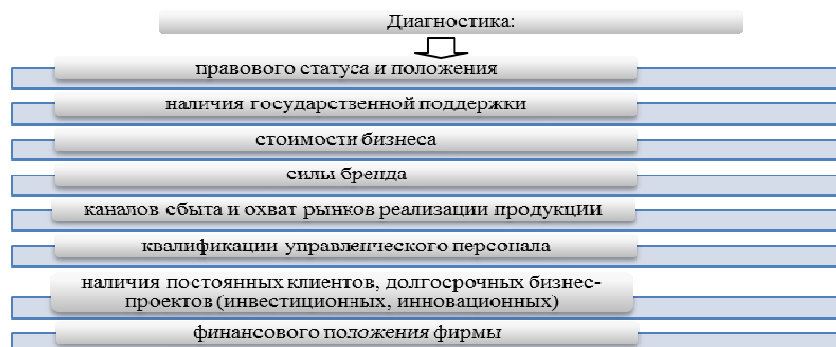 Диагностика:
правового статуса и положения
наличия государственной поддержки
стоимости бизнеса
силы бренда
каналов сбыта и охват рынков реализации продукции
квалификации управленческого персонала
наличия постоянных клиентов, долгосрочных бизнес-
проектов (инвестиционных, инновационных)
финансового положения фирмы